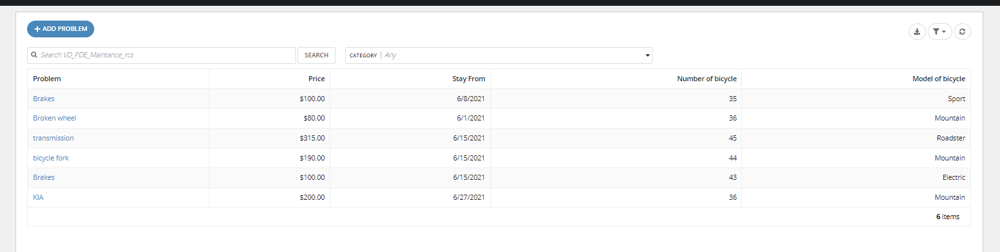 + ADD PROBLEM
Search VD_PDE_Maintance_rcs SEARCH CATEGORY Any
Problem Price Stay From Number of bicycle Model of bicycle
Brakes $100.00 6/8/2021 35 Sport
Broken wheel $80.00 6/1/2021 36 Mountain
transmission $315.00 6/15/2021 45 Roadster
bicycle fork $190.00 6/15/2021 44 Mountain
Brakes $100.00 6/15/2021 43 Electric
KIA $200.00 6/27/2021 36 Mountain
6 items